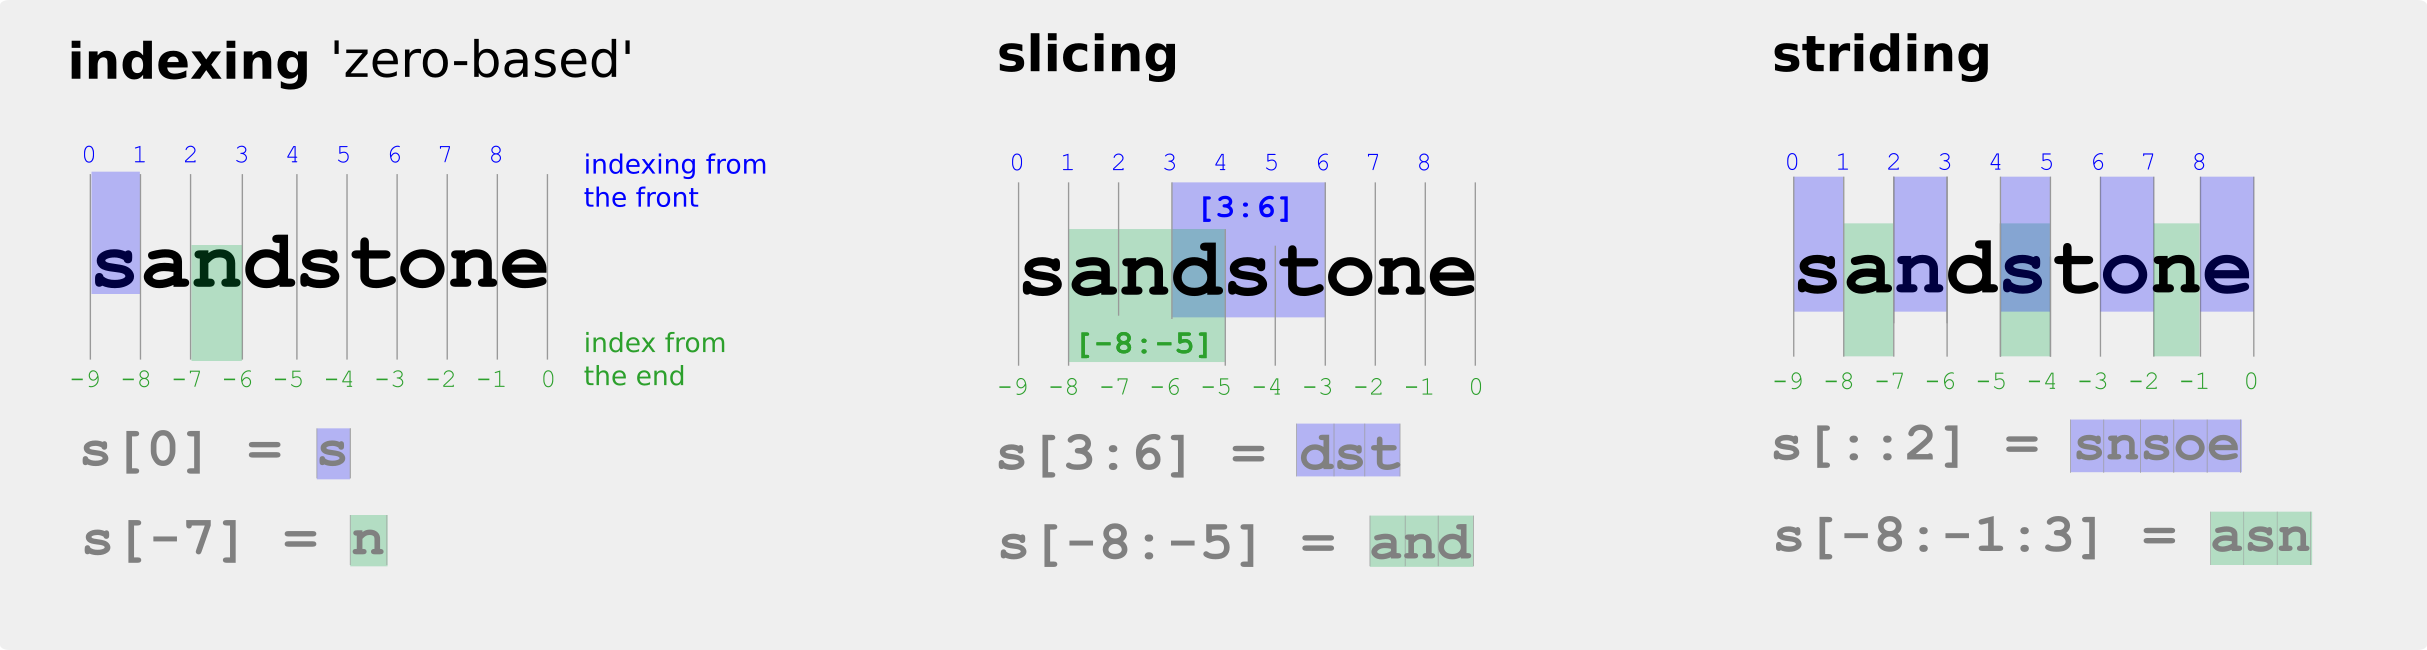 indexing 'zero-based'
0 1 2 3 4 5 6 7 8
indexing from
the front
sandstone
index from
the end
-9 -8 -7 -6 -5 -4 -3 -2 -1 0
s[0] = s
s[-7] = n
slicing
0 1 2 3 4 5 6 7 8
[3:6]
sandstone
[-8:-5]
-9 -8 -7 -6 -5 -4 -3 -2 -1 0
s[3:6] = dst
s[-8:-5] = and
striding
0 1 2 3 4 5 6 7 8
sandstone
-9 -8 -7 -6 -5 -4 -3 -2 -1 0
s[::2] = snsoe
s[-8:-1:3] = asn